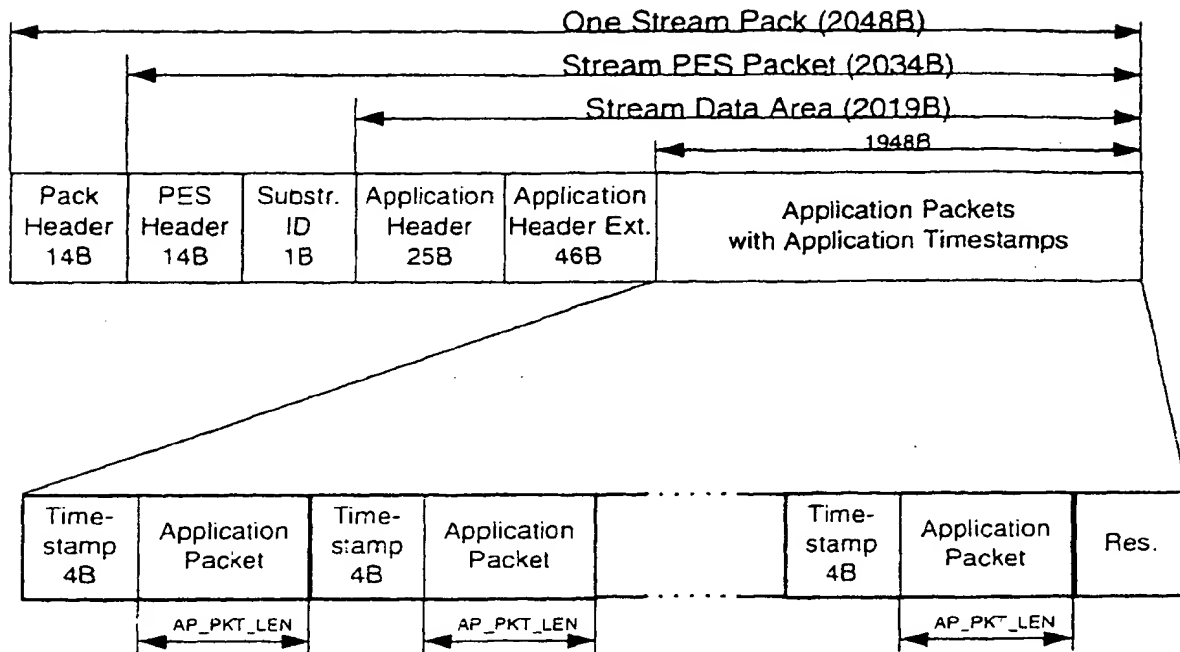 One Stream Pack (2048B)
Stream PES Packet (2034B)
Stream Data Area (2019B)
1948B
Pack
Header
14B
PES
Header
14B
Substr.
ID
1B
Application
Header
25B
Application
Header Ext.
46B
Application Packets
with Application Timestamps
Time-
stamp
4B
Application
Packet
Time-
stamp
4B
Application
Packet
Time-
stamp
4B
Application
Packet
Res.
AP_PKT_LEN
AP_PKT_LEN
AP_PKT_LEN